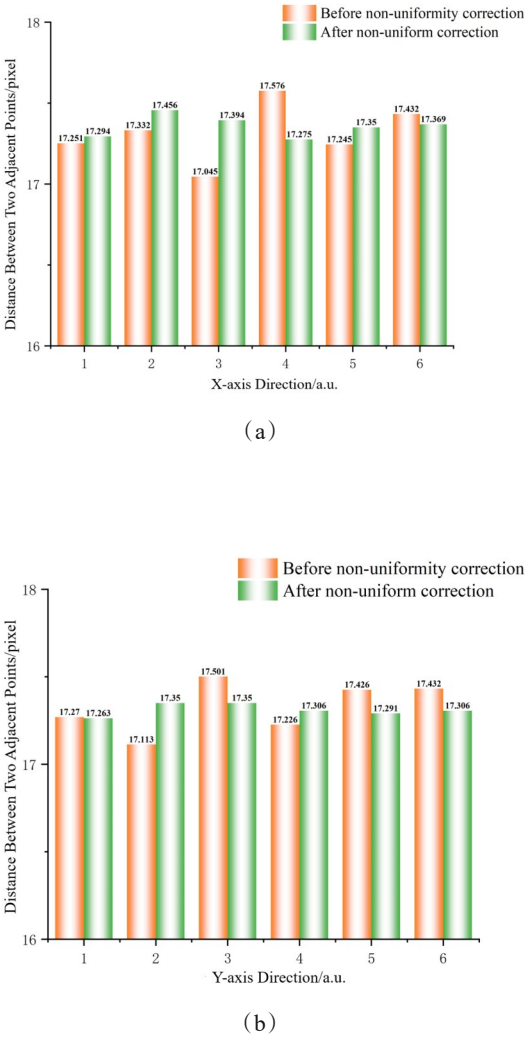 Before non-uniformity correction
After non-uniform correction
Distance Between Two Adjacent Points/pixel
18
17
16
17.251
17.294
17.332
17.456
17.045
17.394
17.576
17.275
17.245
17.35
17.432
17.369
1 2 3 4 5 6
X-axis Direction/a.u.
(a)
Before non-uniformity correction
After non-uniform correction
Distance Between Two Adjacent Points/pixel
18
17
16
17.27
17.263
17.113
17.35
17.501
17.35
17.226
17.306
17.426
17.291
17.432
17.306
1 2 3 4 5 6
Y-axis Direction/a.u.
(b)